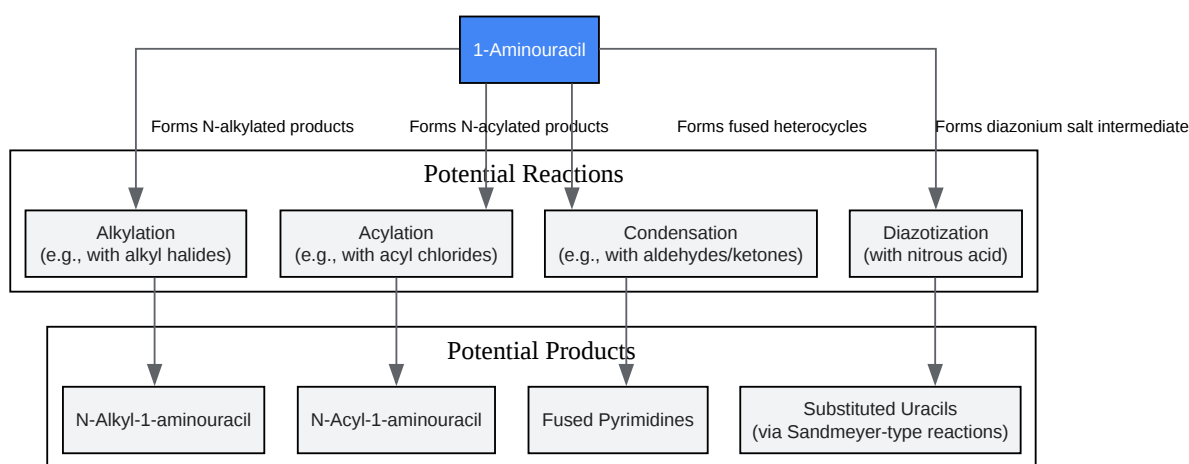 1-Aminouracil
Forms N-alkylated products
Forms N-acylated products
Forms fused heterocycles
Forms diazonium salt intermediate
Potential Reactions
Alkylation
(e.g., with alkyl halides)
Acylation
(e.g., with acyl chlorides)
Condensation
(e.g., with aldehydes/ketones)
Diazotization
(with nitrous acid)
Potential Products
N-Alkyl-1-aminouracil
N-Acyl-1-aminouracil
Fused Pyrimidines
Substituted Uracils
(via Sandmeyer-type reactions)